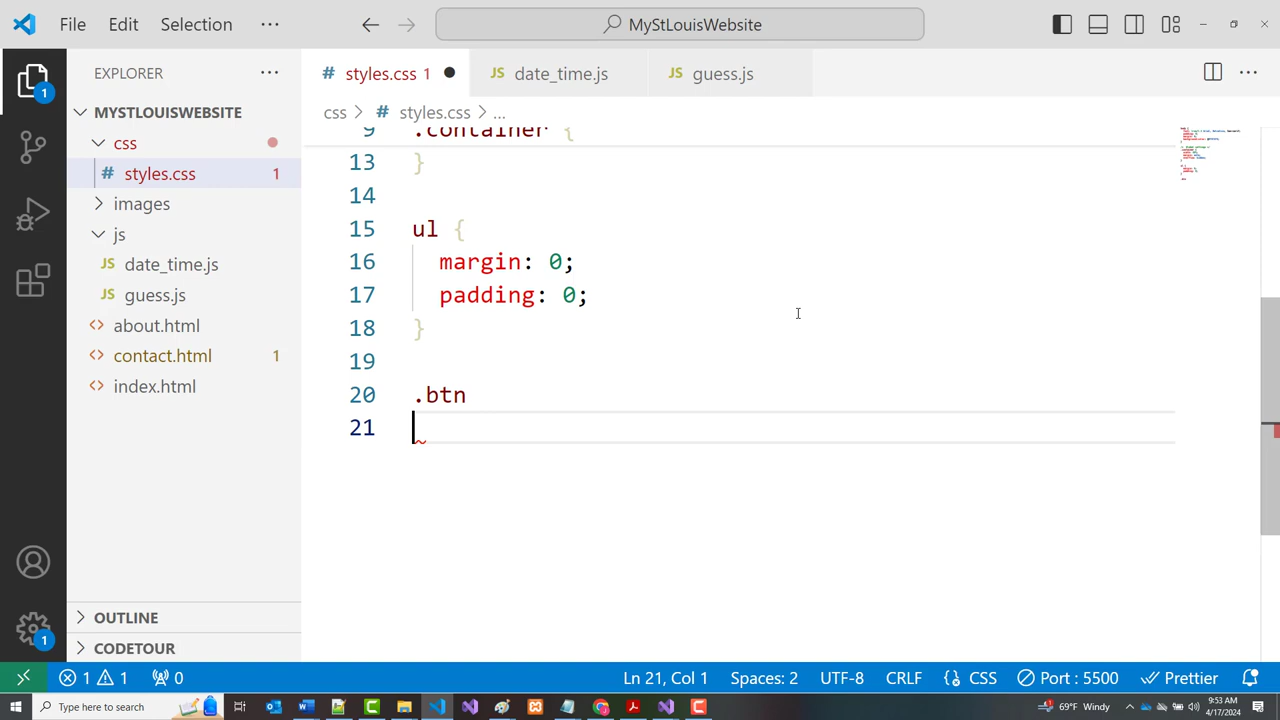 File Edit Selection ··· MyStLouisWebsite
EXPLORER ···
styles.css 1 date_time.js guess.js
MYSTLOUISWEBSITE
css > # styles.css > ...
css
# styles.css 1
images
js
JS date_time.js
JS guess.js
<> about.html
<> contact.html 1
<> index.html
OUTLINE
CODETOUR
9 .container {
13 }
14
15 ul {
16 margin: 0;
17 padding: 0;
18 }
19
20 .btn
21
1 1 0 Ln 21, Col 1 Spaces: 2 UTF-8 CRLF {} CSS Port : 5500 Prettier
Type here to search 69°F Windy 9:53 AM
4/17/2024